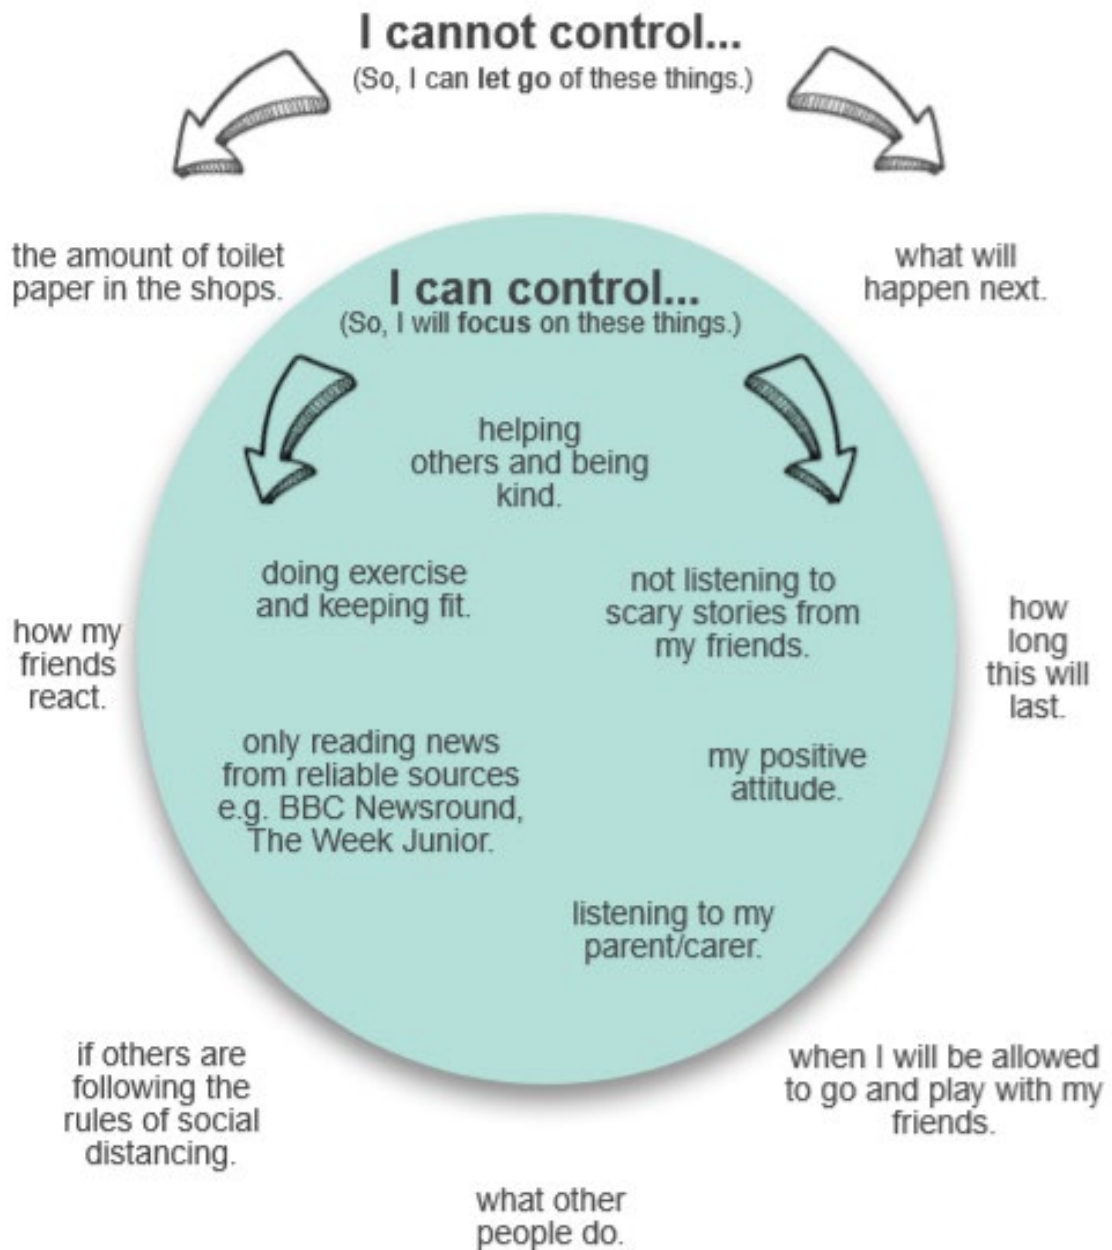 I cannot control...
(So, I can let go of these things.)
the amount of toilet
paper in the shops.
what will
happen next.
I can control...
(So, I will focus on these things.)
helping
others and being
kind.
doing exercise
and keeping fit.
not listening to
scary stories from
my friends.
how my
friends
react.
how
long
this will
last.
only reading news
from reliable sources
e.g. BBC Newsround,
The Week Junior.
my positive
attitude.
listening to my
parent/carer.
if others are
following the
rules of social
distancing.
when I will be allowed
to go and play with my
friends.
what other
people do.